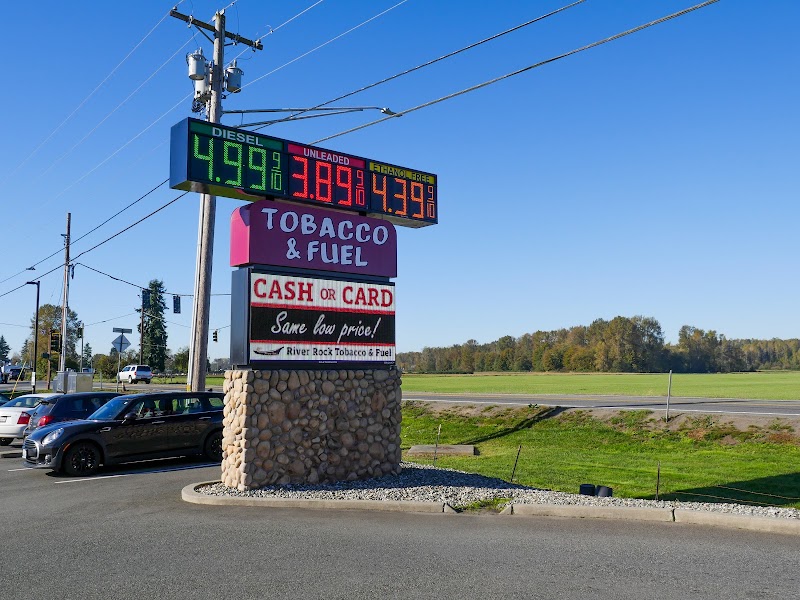 DIESEL UNLEADED ETHANOL FREE
4.99 9/10 3.89 9/10 4.39 9/10
TOBACCO
& FUEL
CASH OR CARD
Same low price!
River Rock Tobacco & Fuel